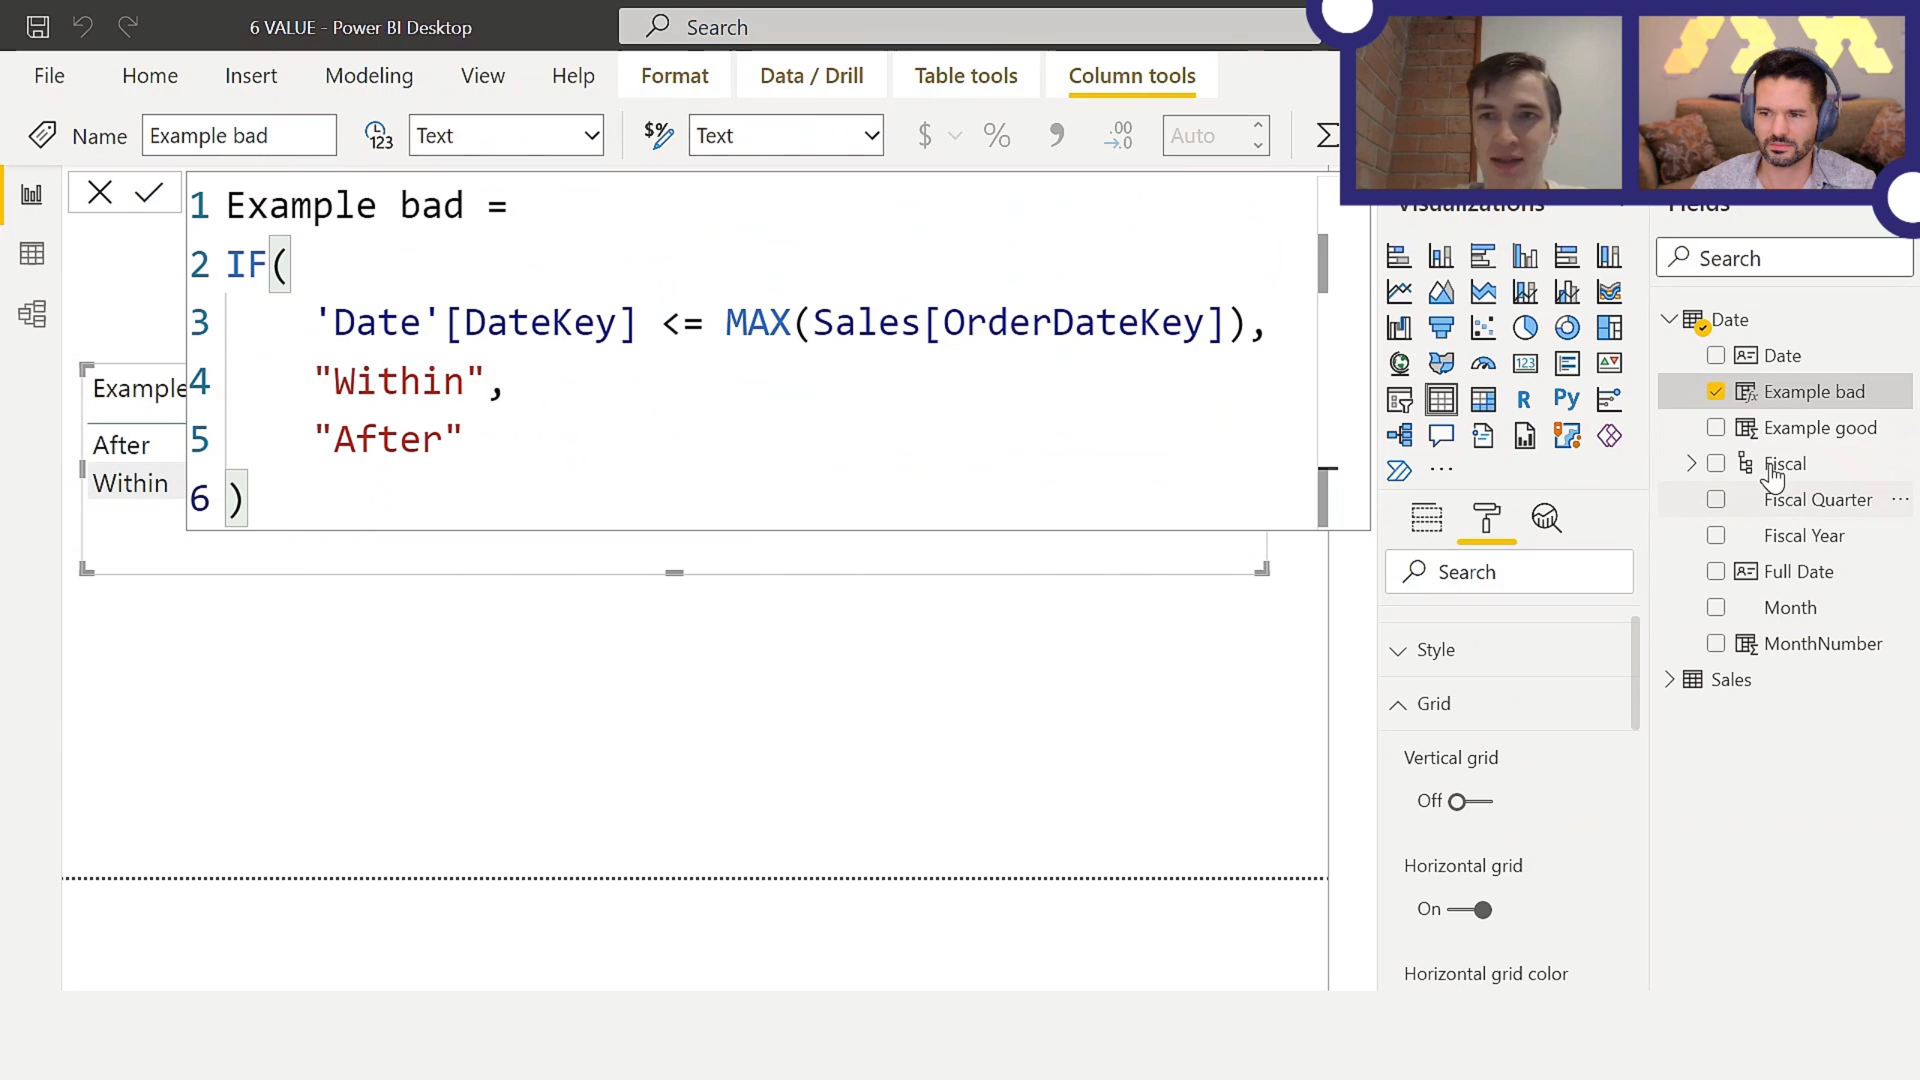 6 VALUE - Power BI Desktop
Search
File
Home
Insert
Modeling
View
Help
Format
Data / Drill
Table tools
Column tools
Name
Example bad
Text
Text
$
%
Auto
1 Example bad =
2 IF(
3 'Date'[DateKey] <= MAX(Sales[OrderDateKey]),
4 "Within",
5 "After"
6 )
Example
After
Within
Visualizations
Search
Style
Grid
Vertical grid
Off
Horizontal grid
On
Horizontal grid color
Fields
Search
Date
Date
Example bad
Example good
Fiscal
Fiscal Quarter
Fiscal Year
Full Date
Month
MonthNumber
Sales